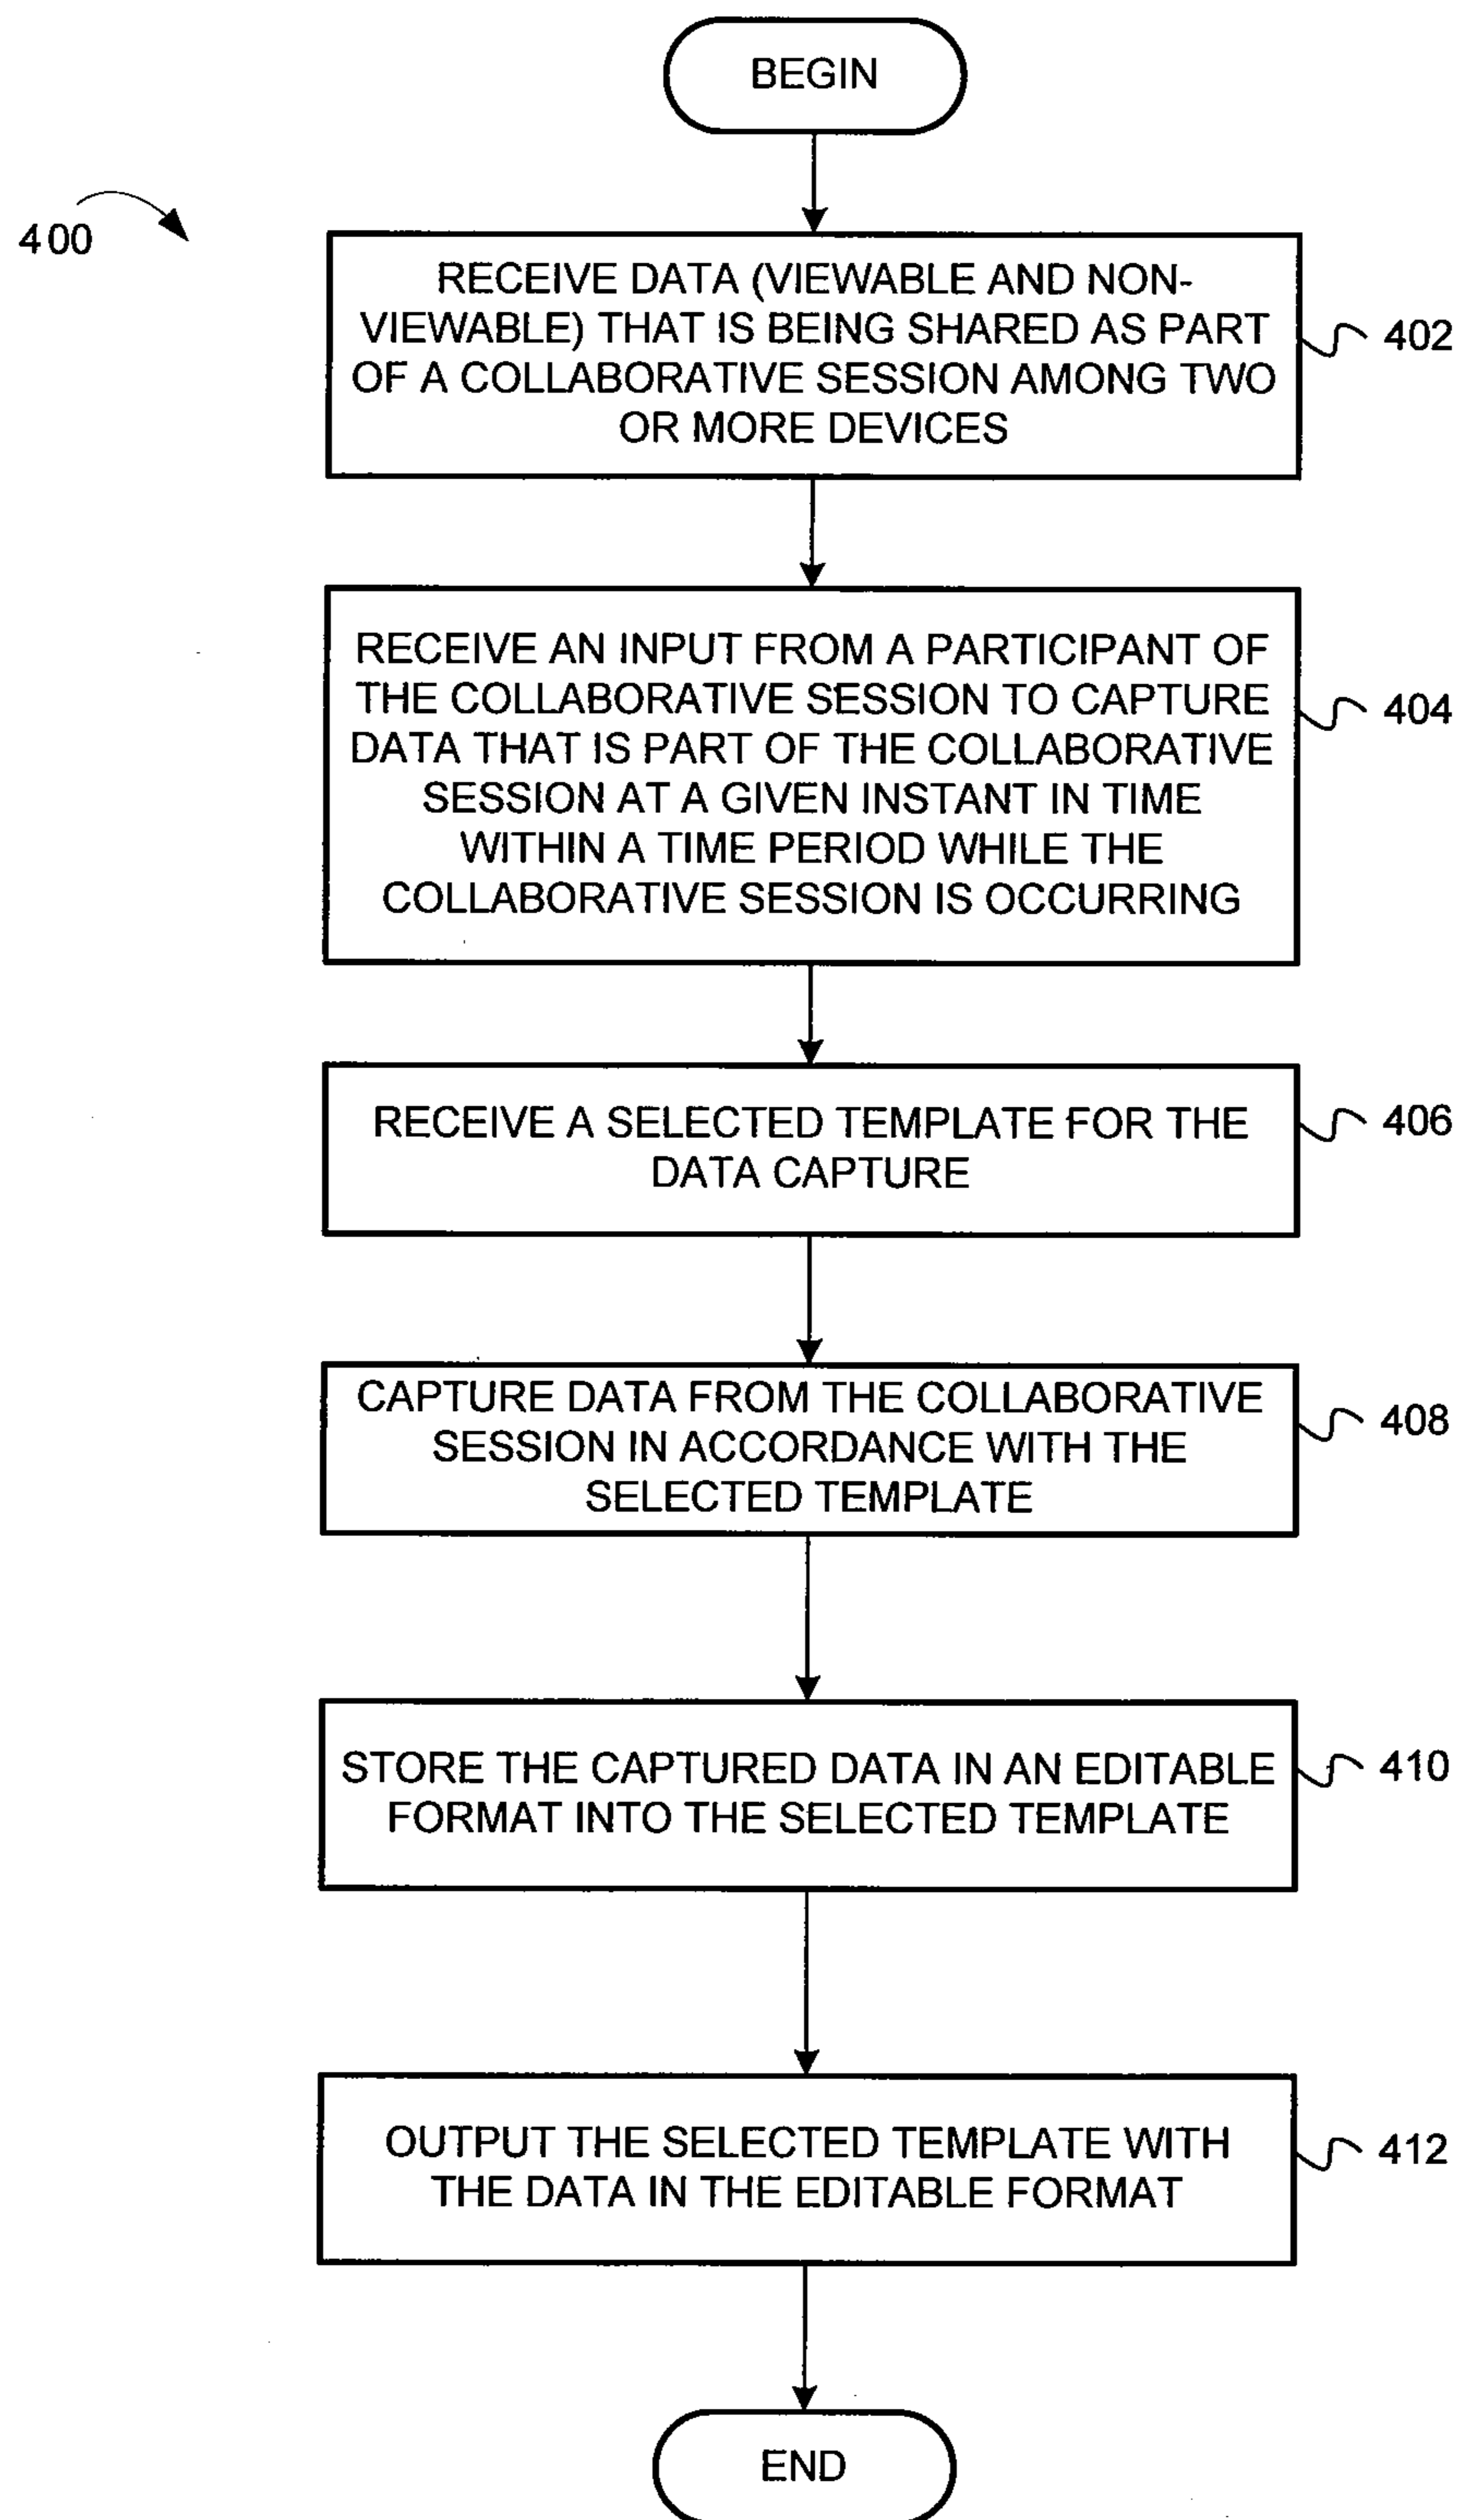 BEGIN
400
RECEIVE DATA (VIEWABLE AND NON-
VIEWABLE) THAT IS BEING SHARED AS PART
OF A COLLABORATIVE SESSION AMONG TWO
OR MORE DEVICES
402
RECEIVE AN INPUT FROM A PARTICIPANT OF
THE COLLABORATIVE SESSION TO CAPTURE
DATA THAT IS PART OF THE COLLABORATIVE
SESSION AT A GIVEN INSTANT IN TIME
WITHIN A TIME PERIOD WHILE THE
COLLABORATIVE SESSION IS OCCURRING
404
RECEIVE A SELECTED TEMPLATE FOR THE
DATA CAPTURE
406
CAPTURE DATA FROM THE COLLABORATIVE
SESSION IN ACCORDANCE WITH THE
SELECTED TEMPLATE
408
STORE THE CAPTURED DATA IN AN EDITABLE
FORMAT INTO THE SELECTED TEMPLATE
410
OUTPUT THE SELECTED TEMPLATE WITH
THE DATA IN THE EDITABLE FORMAT
412
END